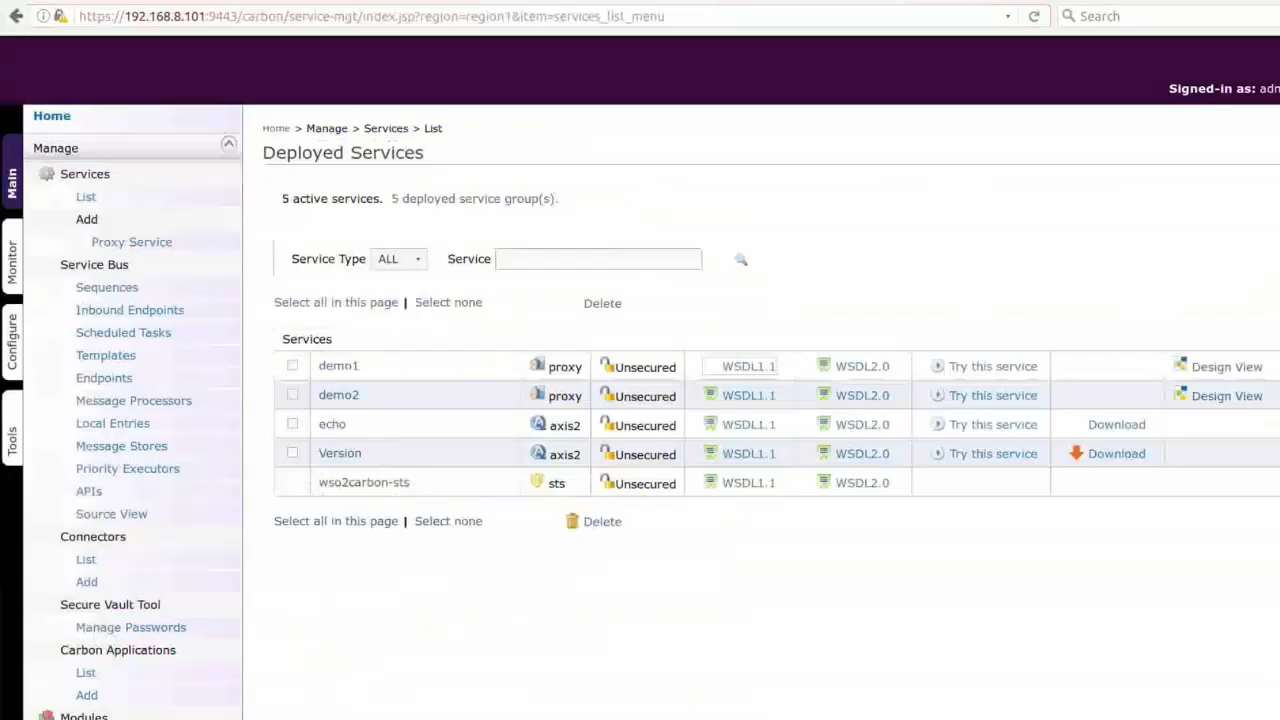 https://192.168.8.101:9443/carbon/service-mgt/index.jsp?region=region1&item=services_list_menu
Search
Signed-in as: adm
Home
Manage
Services
List
Add
Proxy Service
Service Bus
Sequences
Inbound Endpoints
Scheduled Tasks
Templates
Endpoints
Message Processors
Local Entries
Message Stores
Priority Executors
APIs
Source View
Connectors
List
Add
Secure Vault Tool
Manage Passwords
Carbon Applications
List
Add
Modules
Main
Monitor
Configure
Tools
Home > Manage > Services > List
Deployed Services
5 active services. 5 deployed service group(s).
Service Type ALL Service
Select all in this page | Select none Delete
Services
demo1 proxy Unsecured WSDL1.1 WSDL2.0 Try this service Design View
demo2 proxy Unsecured WSDL1.1 WSDL2.0 Try this service Design View
echo axis2 Unsecured WSDL1.1 WSDL2.0 Try this service Download
Version axis2 Unsecured WSDL1.1 WSDL2.0 Try this service Download
wso2carbon-sts sts Unsecured WSDL1.1 WSDL2.0
Select all in this page | Select none Delete